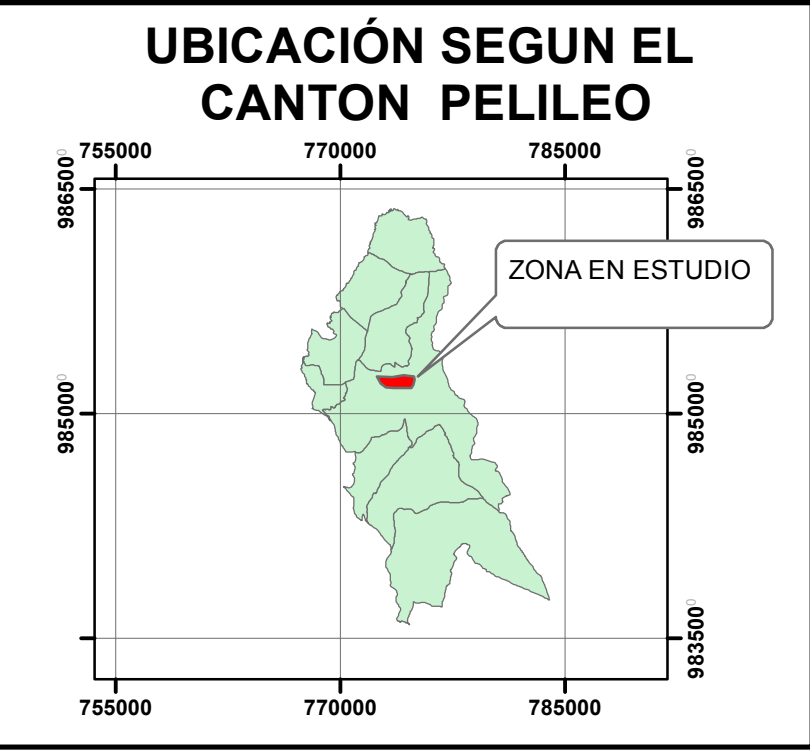 UBICACIÓN SEGUN EL
CANTON PELILEO
755000 770000 785000
9865000 9865000
ZONA EN ESTUDIO
9850000 9850000
9835000
755000 770000 785000